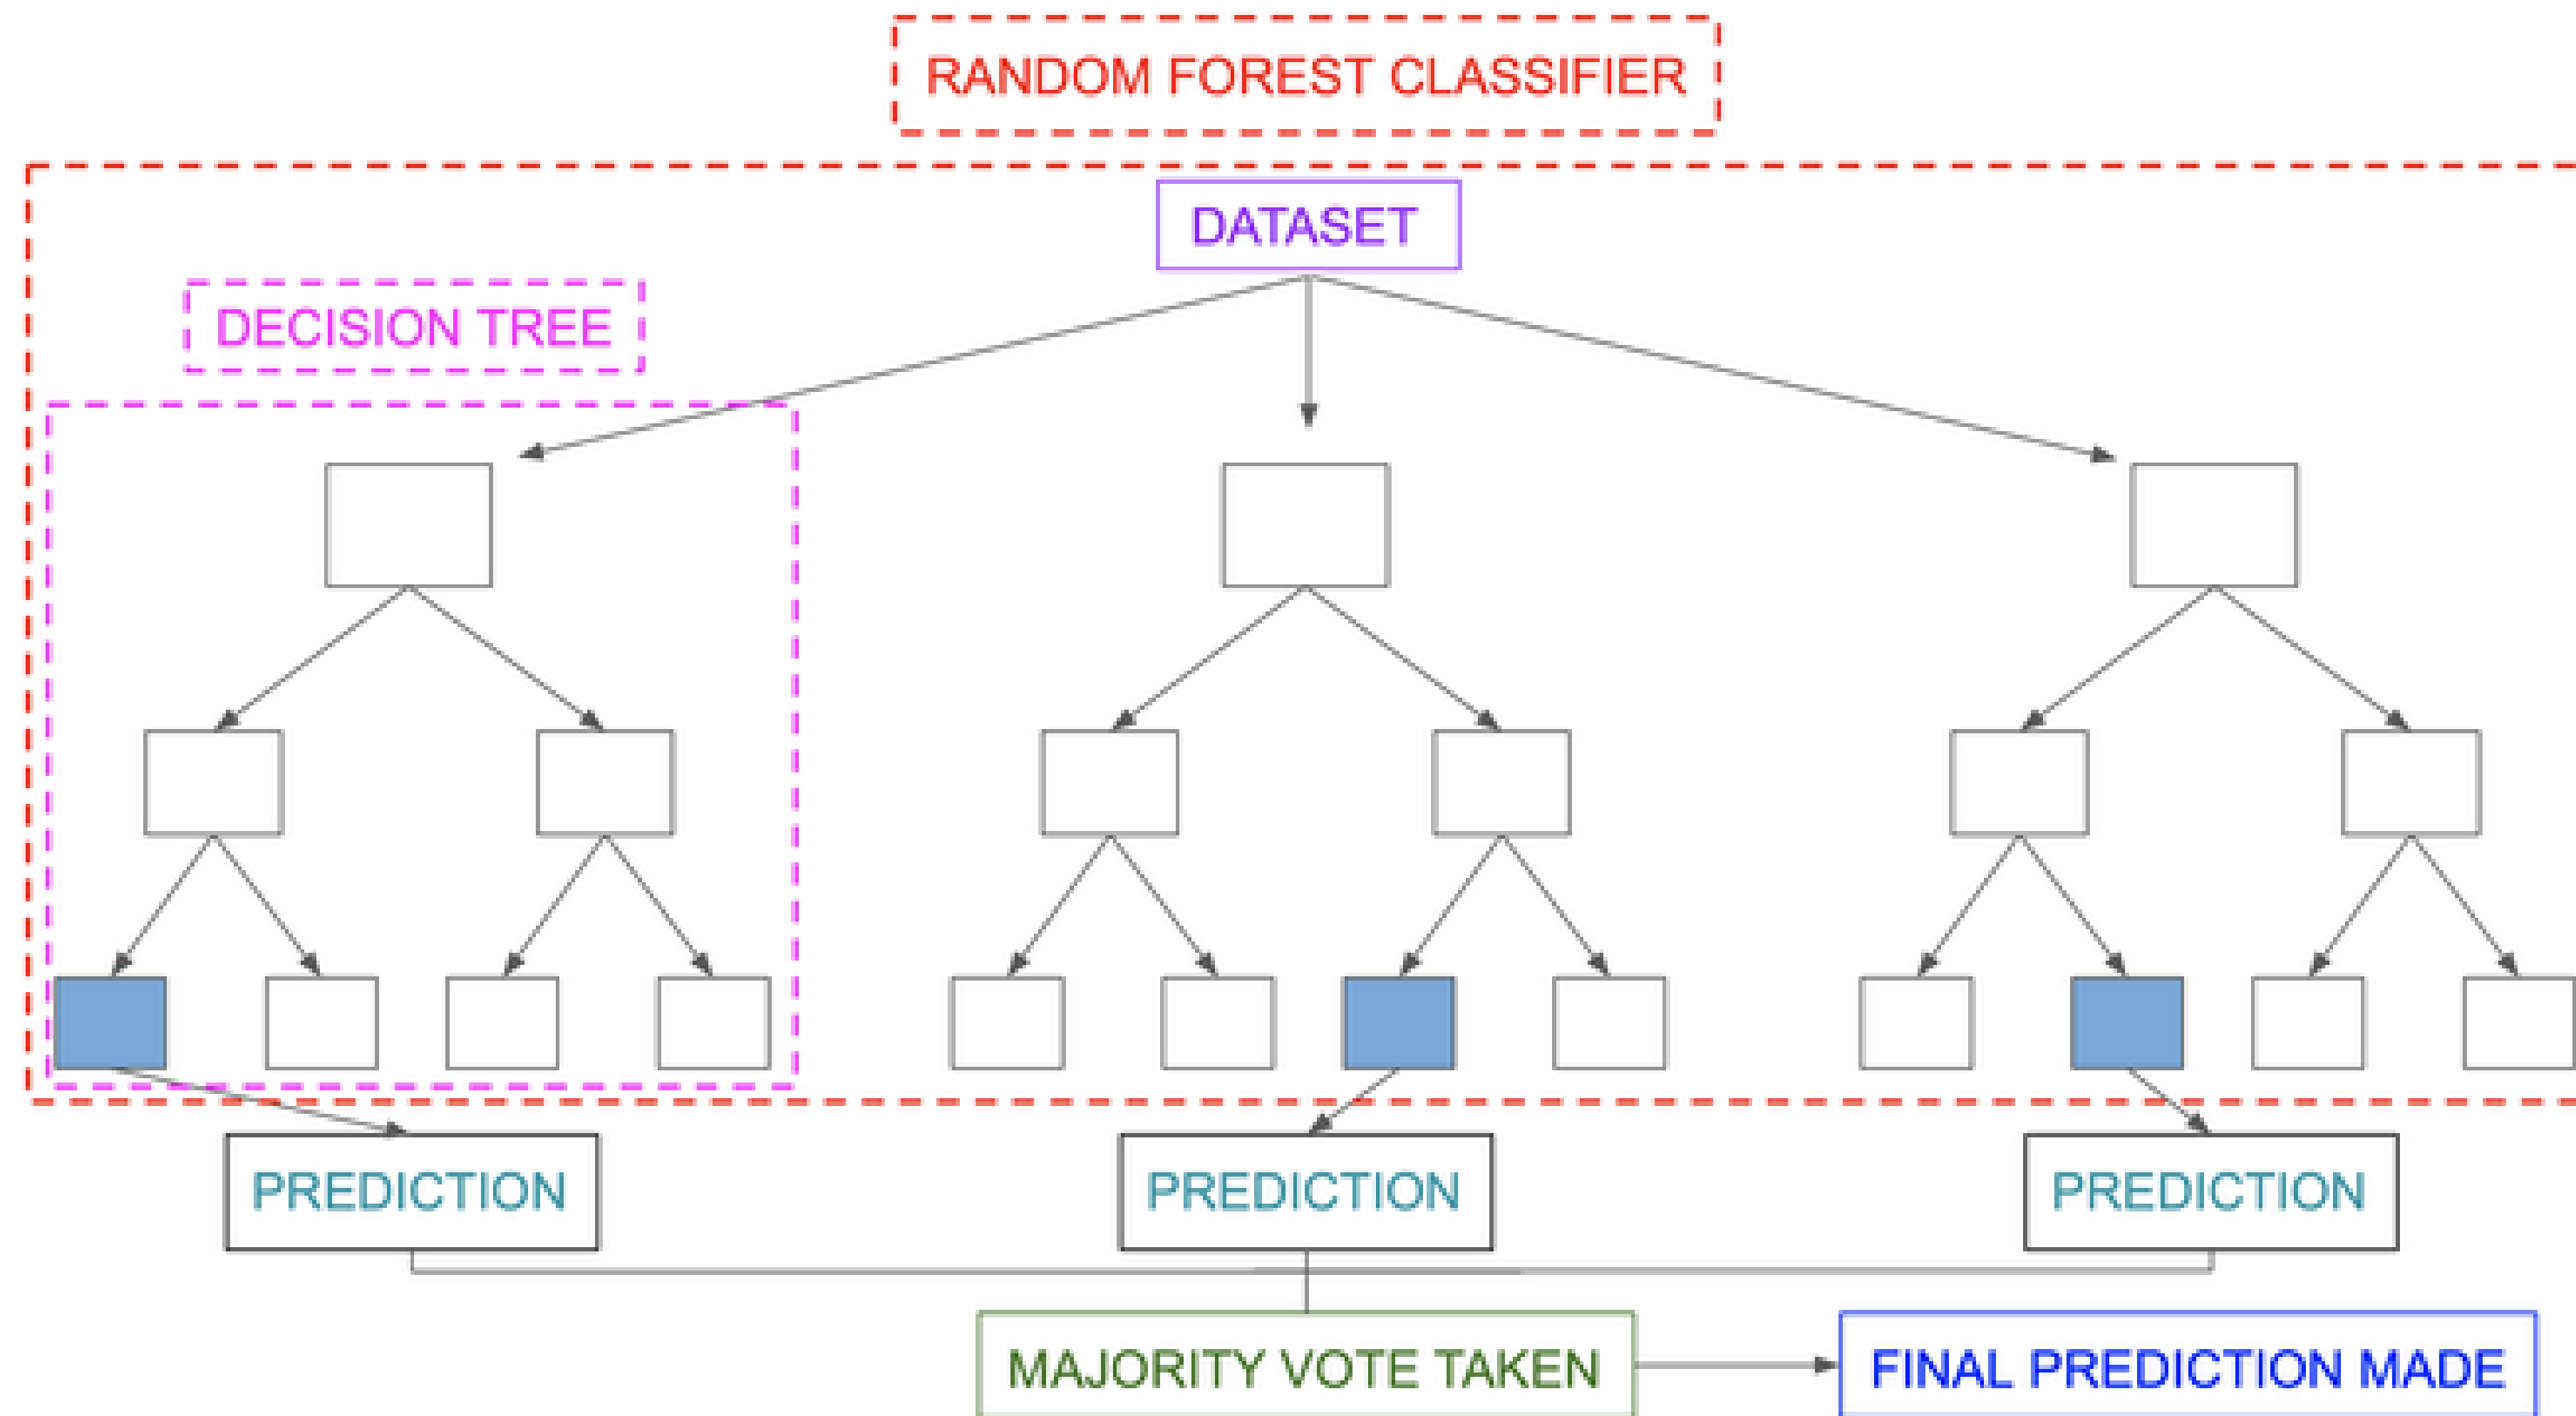 RANDOM FOREST CLASSIFIER
DATASET
DECISION TREE
PREDICTION
PREDICTION
PREDICTION
MAJORITY VOTE TAKEN
FINAL PREDICTION MADE